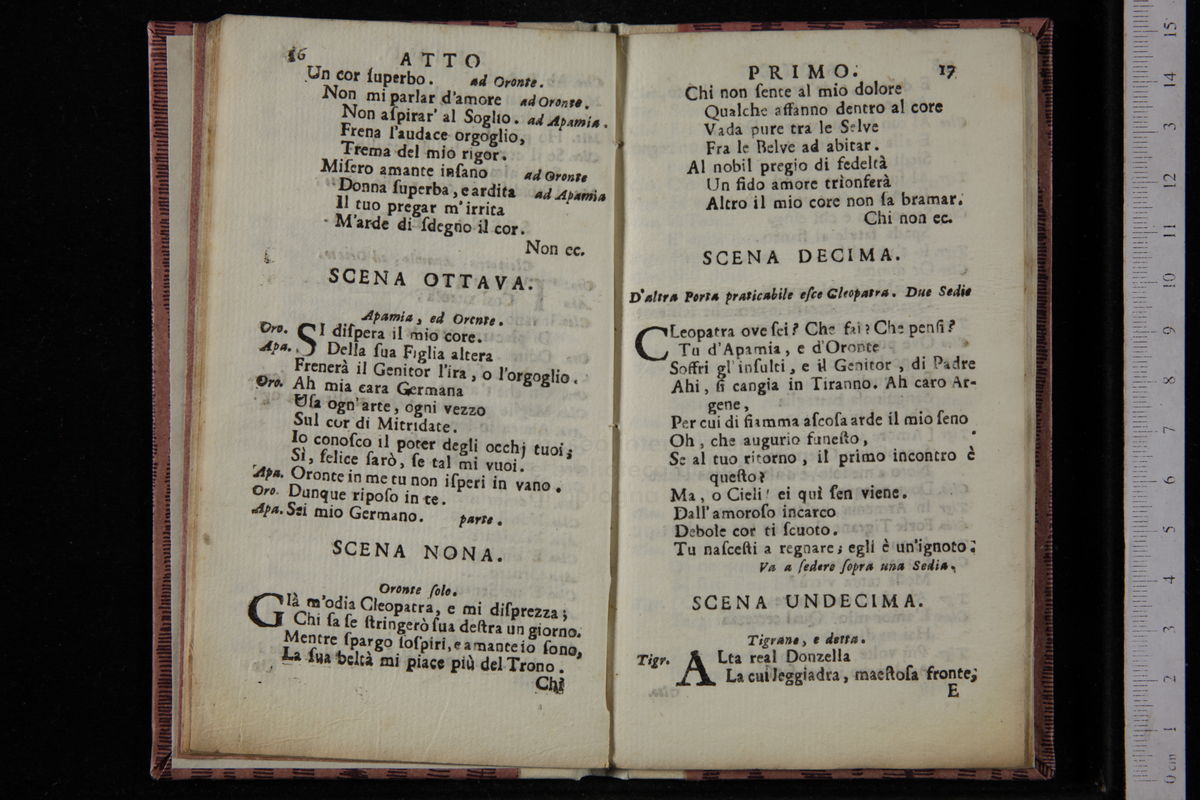 16
ATTO
Un cor ſuperbo. ad Oronte.
Non mi parlar d'amore ad Oronte.
Non aſpirar' al Soglio. ad Apamia.
Frena l'audace orgoglio,
Trema del mio rigor.
Miſero amante inſano ad Oronte
Donna ſuperba, e ardita ad Apamia
Il tuo pregar m'irrita
M'arde di ſdegno il cor.
Non ec.
SCENA OTTAVA.
Apamia, ed Oronte.
Oro. SI diſpera il mio core.
Apa. Della ſua Figlia altera
Frenerà il Genitor l'ira, o l'orgoglio.
Oro. Ah mia cara Germana
Uſa ogn'arte, ogni vezzo
Sul cor di Mitridate.
Io conoſco il poter degli occhj tuoi;
Sì, felice ſarò, ſe tal mi vuoi.
Apa. Oronte in me tu non iſperi in vano.
Oro. Dunque ripoſo in te.
Apa. Sei mio Germano. parte.
SCENA NONA.
Oronte ſolo.
GIà m'odia Cleopatra, e mi diſprezza;
Chi ſa ſe ſtringerò ſua deſtra un giorno.
Mentre ſpargo ſoſpiri, e amante io ſono,
La ſua beltà mi piace più del Trono.
Chi
PRIMO. 17
Chi non ſente al mio dolore
Qualche affanno dentro al core
Vada pure tra le Selve
Fra le Belve ad abitar.
Al nobil pregio di fedeltà
Un fido amore trionferà
Altro il mio core non ſa bramar.
Chi non ec.
SCENA DECIMA.
D'altra Porta praticabile eſce Cleopatra. Due Sedie
CLeopatra ove ſei? Che fai? Che penſi?
Tu d'Apamia, e d'Oronte
Soffri gl'inſulti, e il Genitor, di Padre
Ahi, ſi cangia in Tiranno. Ah caro Ar-
gene,
Per cui di fiamma aſcoſa arde il mio ſeno
Oh, che augurio funeſto,
Se al tuo ritorno, il primo incontro è
queſto?
Ma, o Cieli! ei quì ſen viene.
Dall'amoroſo incarco
Debole cor ti ſcuoto.
Tu naſceſti a regnare; egli è un'ignoto;
Va a ſedere ſopra una Sedia.
SCENA UNDECIMA.
Tigrane, e detta.
Tigr. ALta real Donzella
La cui leggiadra, maeſtoſa fronte;
E